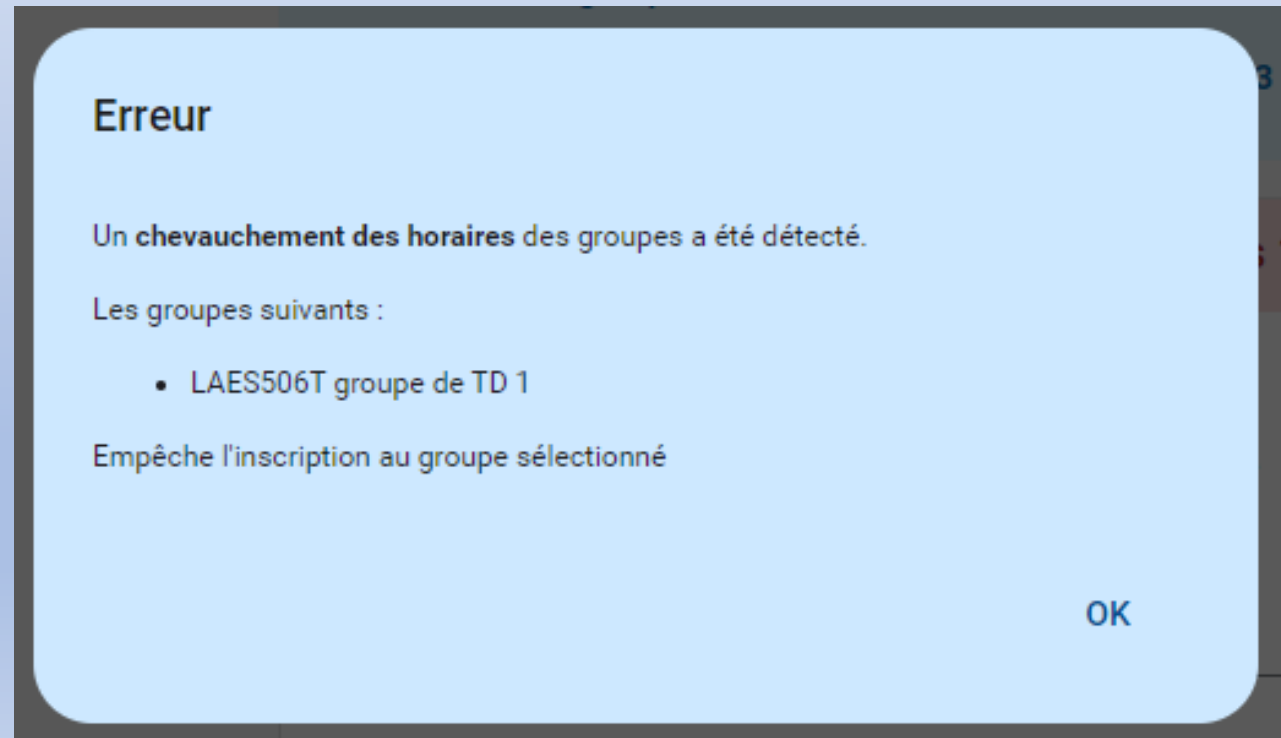 3
Erreur
Un chevauchement des horaires des groupes a été détecté.
Les groupes suivants :
• LAES506T groupe de TD 1
Empêche l'inscription au groupe sélectionné
OK